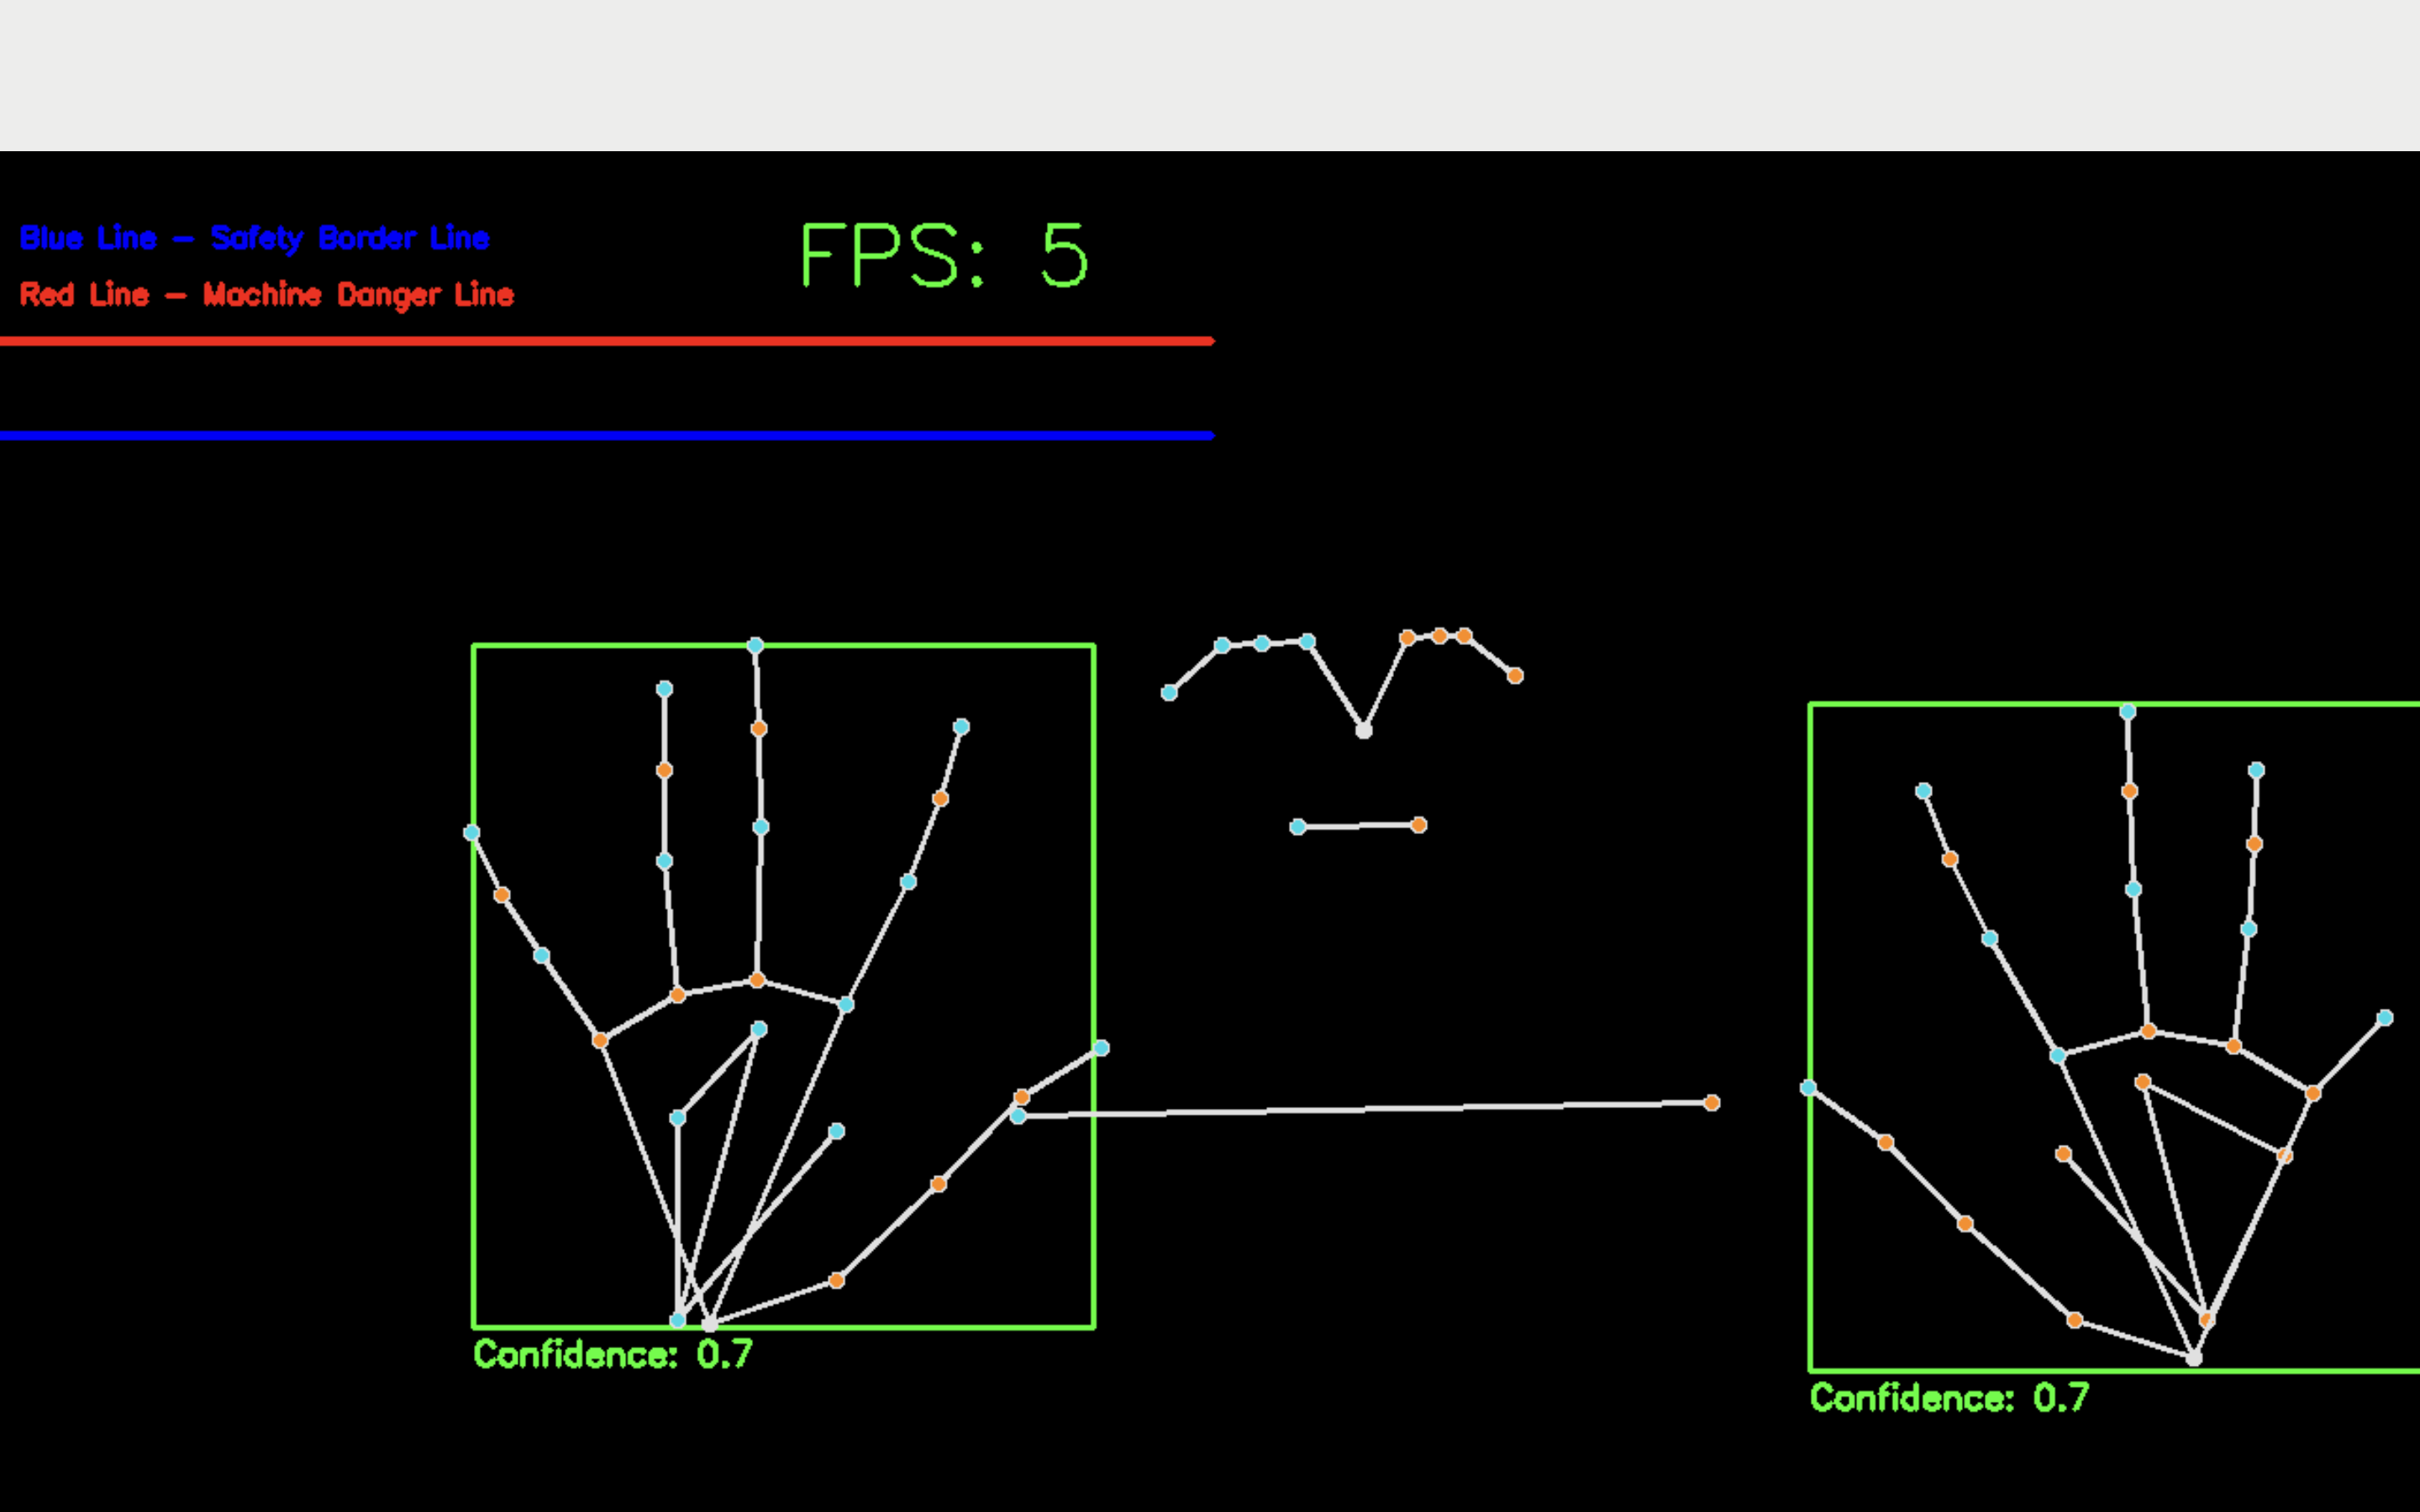 Blue Line - Safety Border Line
FPS: 5
Red Line - Machine Danger Line
Confidence: 0.7
Confidence: 0.7